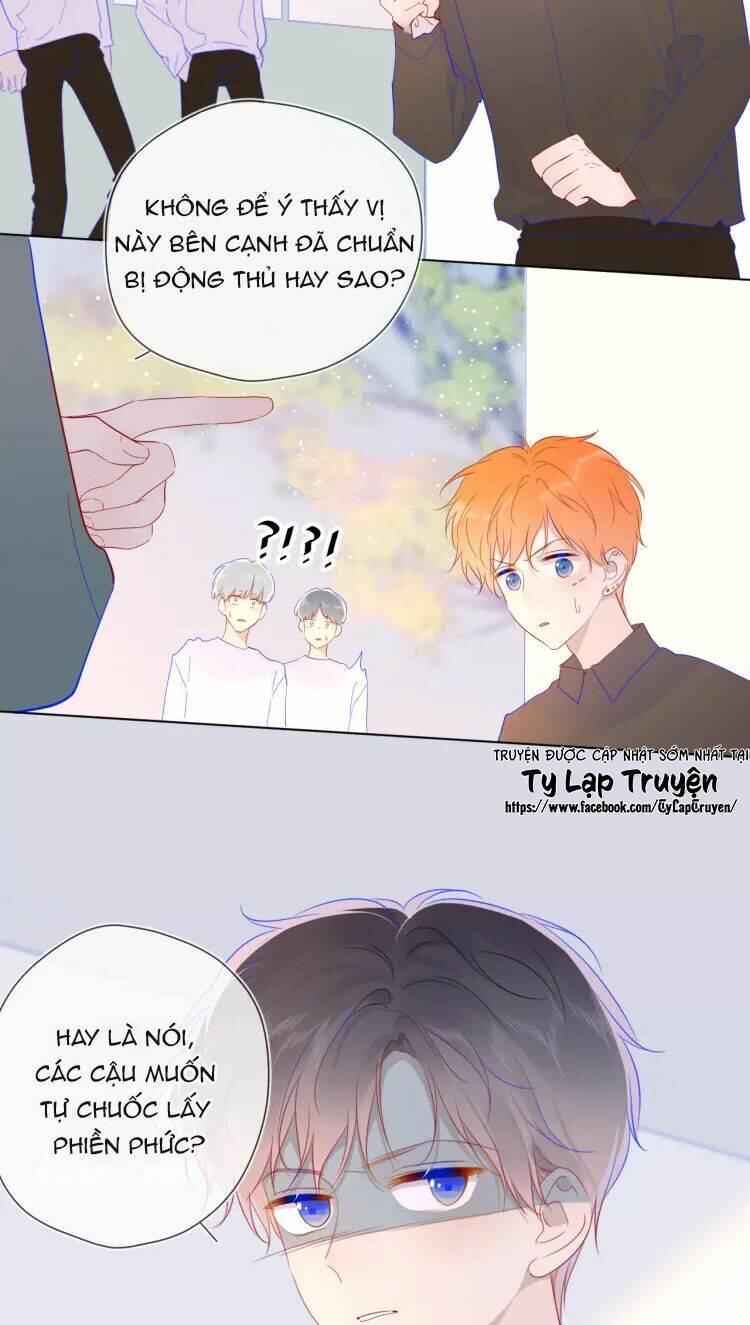 KHÔNG ĐỂ Ý THẤY VỊ
NÀY BÊN CẠNH ĐÃ CHUẨN
BỊ ĐỘNG THỦ HAY SAO?
?!?!
TRUYỆN ĐƯỢC CẬP NHẬT SỚM NHẤT TẠI
Ty Lạp Truyện
https://www.facebook.com/TyLapTruyen/
HAY LÀ NÓI,
CÁC CẬU MUỐN
TỰ CHUỐC LẤY
PHIỀN PHỨC?